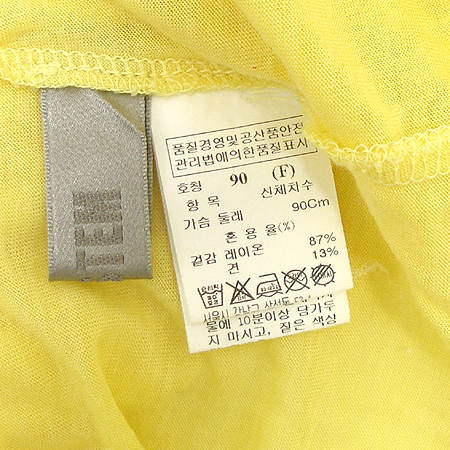 품질경영및공산품안전
관리법에의한품질표시
호칭 90 (F)
항목 신체치수
가슴 둘레 90Cm
혼 용 율(%)
겉감 레이온 87%
견 13%
물에 10분이상 담가두
지 마시고, 짙은 색상
TEN